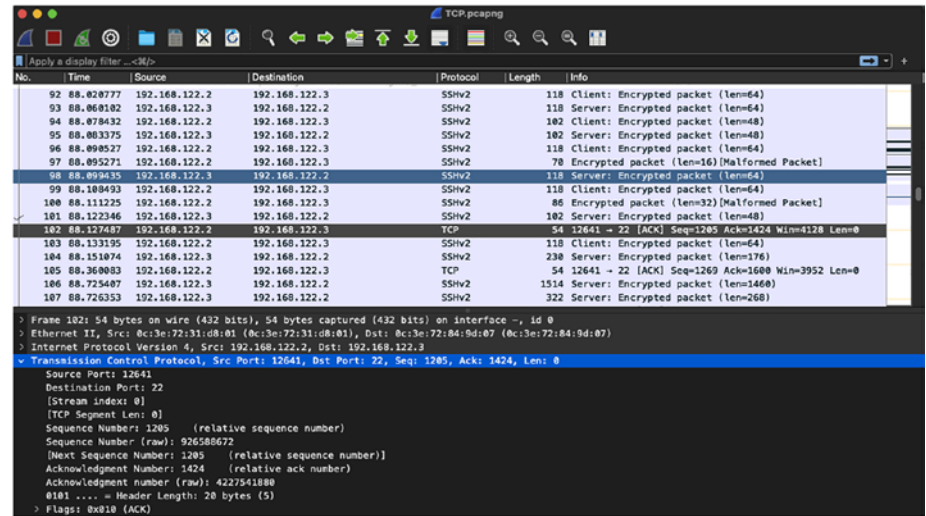 TCP.pcapng
Apply a display filter ...<⌘/>
No. Time Source Destination Protocol Length Info
92 88.020777 192.168.122.2 192.168.122.3 SSHv2 118 Client: Encrypted packet (len=64)
93 88.060102 192.168.122.3 192.168.122.2 SSHv2 118 Server: Encrypted packet (len=64)
94 88.078432 192.168.122.2 192.168.122.3 SSHv2 102 Client: Encrypted packet (len=48)
95 88.083375 192.168.122.3 192.168.122.2 SSHv2 102 Server: Encrypted packet (len=48)
96 88.090527 192.168.122.2 192.168.122.3 SSHv2 118 Client: Encrypted packet (len=64)
97 88.095271 192.168.122.3 192.168.122.2 SSHv2 70 Encrypted packet (len=16)[Malformed Packet]
98 88.099435 192.168.122.3 192.168.122.2 SSHv2 118 Server: Encrypted packet (len=64)
99 88.108493 192.168.122.2 192.168.122.3 SSHv2 118 Client: Encrypted packet (len=64)
100 88.111225 192.168.122.3 192.168.122.2 SSHv2 86 Encrypted packet (len=32)[Malformed Packet]
101 88.122346 192.168.122.3 192.168.122.2 SSHv2 102 Server: Encrypted packet (len=48)
102 88.127487 192.168.122.2 192.168.122.3 TCP 54 12641 → 22 [ACK] Seq=1205 Ack=1424 Win=4128 Len=0
103 88.133195 192.168.122.2 192.168.122.3 SSHv2 118 Client: Encrypted packet (len=64)
104 88.151074 192.168.122.3 192.168.122.2 SSHv2 230 Server: Encrypted packet (len=176)
105 88.360083 192.168.122.2 192.168.122.3 TCP 54 12641 → 22 [ACK] Seq=1269 Ack=1600 Win=3952 Len=0
106 88.725407 192.168.122.3 192.168.122.2 SSHv2 1514 Server: Encrypted packet (len=1460)
107 88.726353 192.168.122.3 192.168.122.2 SSHv2 322 Server: Encrypted packet (len=268)
> Frame 102: 54 bytes on wire (432 bits), 54 bytes captured (432 bits) on interface -, id 0
> Ethernet II, Src: 0c:3e:72:31:d8:01 (0c:3e:72:31:d8:01), Dst: 0c:3e:72:84:9d:07 (0c:3e:72:84:9d:07)
> Internet Protocol Version 4, Src: 192.168.122.2, Dst: 192.168.122.3
Transmission Control Protocol, Src Port: 12641, Dst Port: 22, Seq: 1205, Ack: 1424, Len: 0
Source Port: 12641
Destination Port: 22
[Stream index: 0]
[TCP Segment Len: 0]
Sequence Number: 1205 (relative sequence number)
Sequence Number (raw): 926588672
[Next Sequence Number: 1205 (relative sequence number)]
Acknowledgment Number: 1424 (relative ack number)
Acknowledgment number (raw): 4227541880
0101 .... = Header Length: 20 bytes (5)
> Flags: 0x010 (ACK)